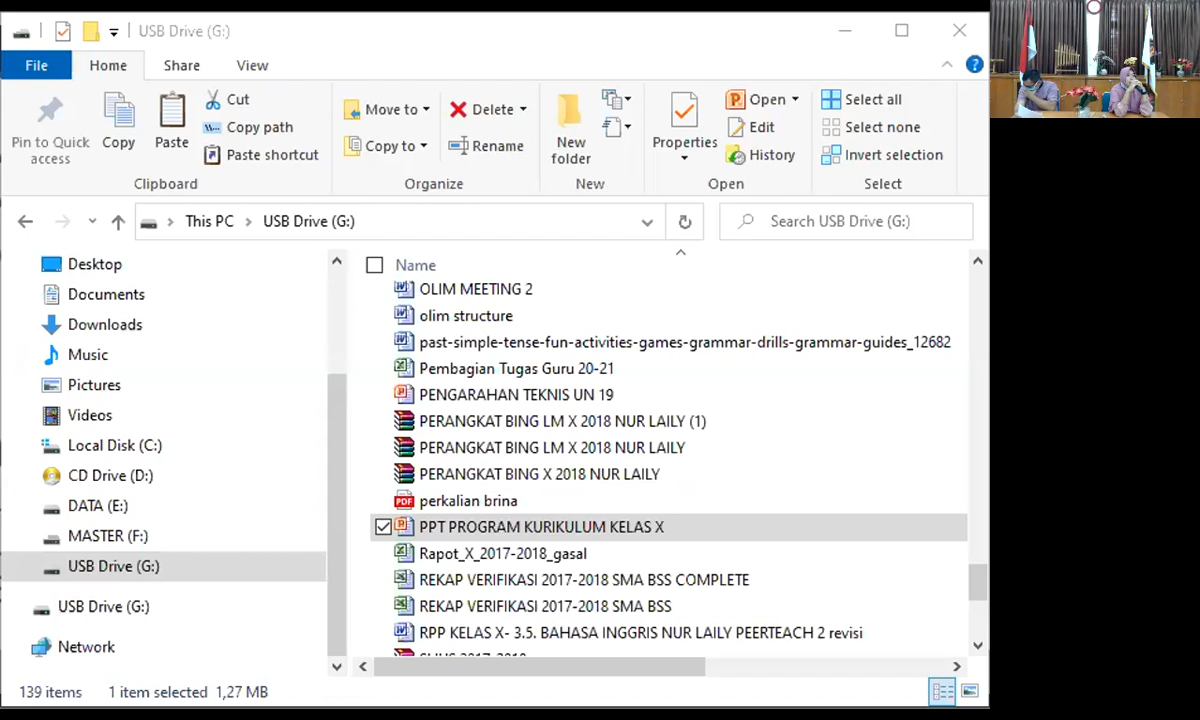 USB Drive (G:)
File Home Share View
Pin to Quick access
Copy
Paste
Cut
Copy path
Paste shortcut
Clipboard
Move to
Copy to
Delete
Rename
Organize
New folder
New
Properties
Open
Edit
History
Open
Select all
Select none
Invert selection
Select
This PC > USB Drive (G:)
Search USB Drive (G:)
Desktop
Documents
Downloads
Music
Pictures
Videos
Local Disk (C:)
CD Drive (D:)
DATA (E:)
MASTER (F:)
USB Drive (G:)
USB Drive (G:)
Network
Name
OLIM MEETING 2
olim structure
past-simple-tense-fun-activities-games-grammar-drills-grammar-guides_12682
Pembagian Tugas Guru 20-21
PENGARAHAN TEKNIS UN 19
PERANGKAT BING LM X 2018 NUR LAILY (1)
PERANGKAT BING LM X 2018 NUR LAILY
PERANGKAT BING X 2018 NUR LAILY
perkalian brina
PPT PROGRAM KURIKULUM KELAS X
Rapot_X_2017-2018_gasal
REKAP VERIFIKASI 2017-2018 SMA BSS COMPLETE
REKAP VERIFIKASI 2017-2018 SMA BSS
RPP KELAS X- 3.5. BAHASA INGGRIS NUR LAILY PEERTEACH 2 revisi
139 items 1 item selected 1,27 MB